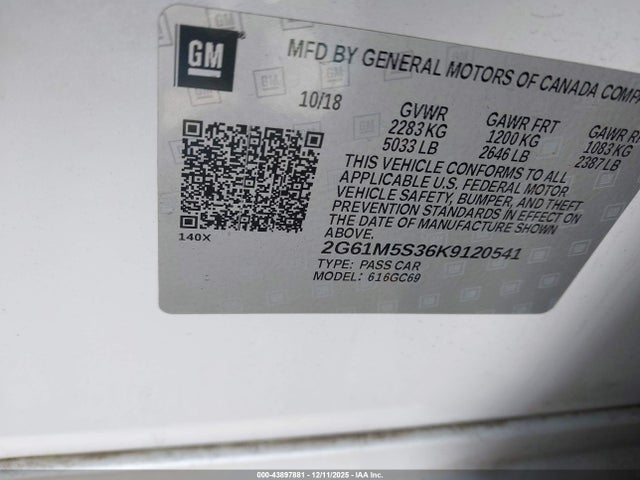 GM
MFD BY GENERAL MOTORS OF CANADA COMP
10/18
GVWR GAWR FRT GAWR RR
2283 KG 1200 KG 1083 KG
5033 LB 2646 LB 2387 LB
THIS VEHICLE CONFORMS TO ALL
APPLICABLE U.S. FEDERAL MOTOR
VEHICLE SAFETY, BUMPER, AND THEFT
PREVENTION STANDARDS IN EFFECT ON
THE DATE OF MANUFACTURE SHOWN
ABOVE.
140X
2G61M5S36K9120541
TYPE: PASS CAR
MODEL: 616GC69
000-43897881 - 12/11/2025 - IAA Inc.